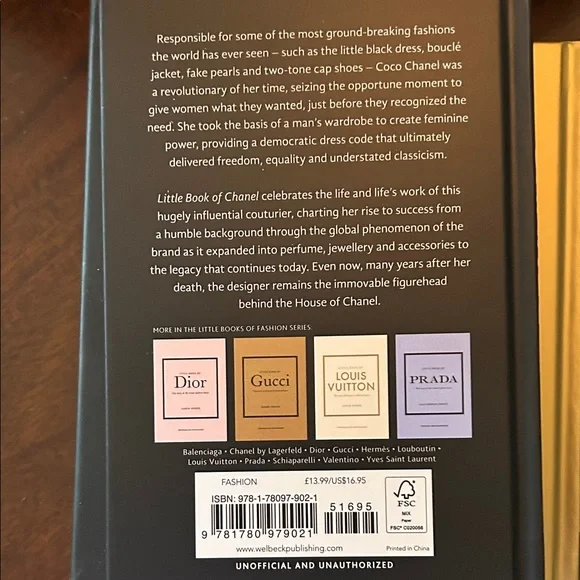 Responsible for some of the most ground-breaking fashions
the world has ever seen – such as the little black dress, bouclé
jacket, fake pearls and two-tone cap shoes – Coco Chanel was
a revolutionary of her time, seizing the opportune moment to
give women what they wanted, just before they recognized the
need. She took the basis of a man's wardrobe to create feminine
power, providing a democratic dress code that ultimately
delivered freedom, equality and understated classicism.
Little Book of Chanel celebrates the life and life's work of this
hugely influential couturier, charting her rise to success from
a humble background through the global phenomenon of the
brand as it expanded into perfume, jewellery and accessories to
the legacy that continues today. Even now, many years after her
death, the designer remains the immovable figurehead
behind the House of Chanel.
MORE IN THE LITTLE BOOKS OF FASHION SERIES:
Dior
Gucci
LOUIS
VUITTON
PRADA
Balenciaga • Chanel by Lagerfeld • Dior • Gucci • Hermès • Louboutin •
Louis Vuitton • Prada • Schiaparelli • Valentino • Yves Saint Laurent
FASHION £13.99/US$16.95
ISBN: 978-1-78097-902-1
51695
9 781780 979021
www.welbeckpublishing.com
FSC
MIX
Paper
FSC® C020056
Printed in China
UNOFFICIAL AND UNAUTHORIZED